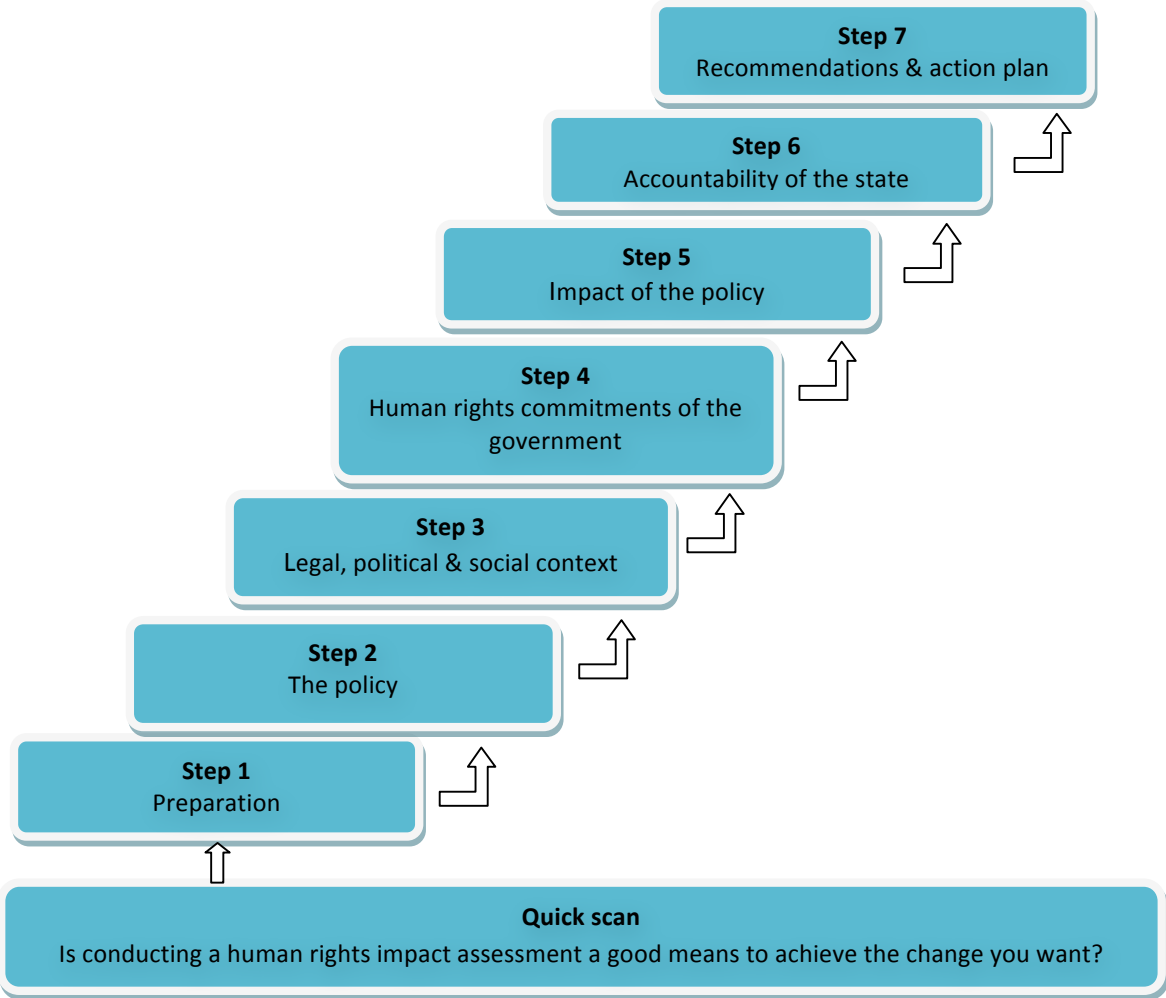 Step 7
Recommendations & action plan
Step 6
Accountability of the state
Step 5
Impact of the policy
Step 4
Human rights commitments of the
government
Step 3
Legal, political & social context
Step 2
The policy
Step 1
Preparation
Quick scan
Is conducting a human rights impact assessment a good means to achieve the change you want?